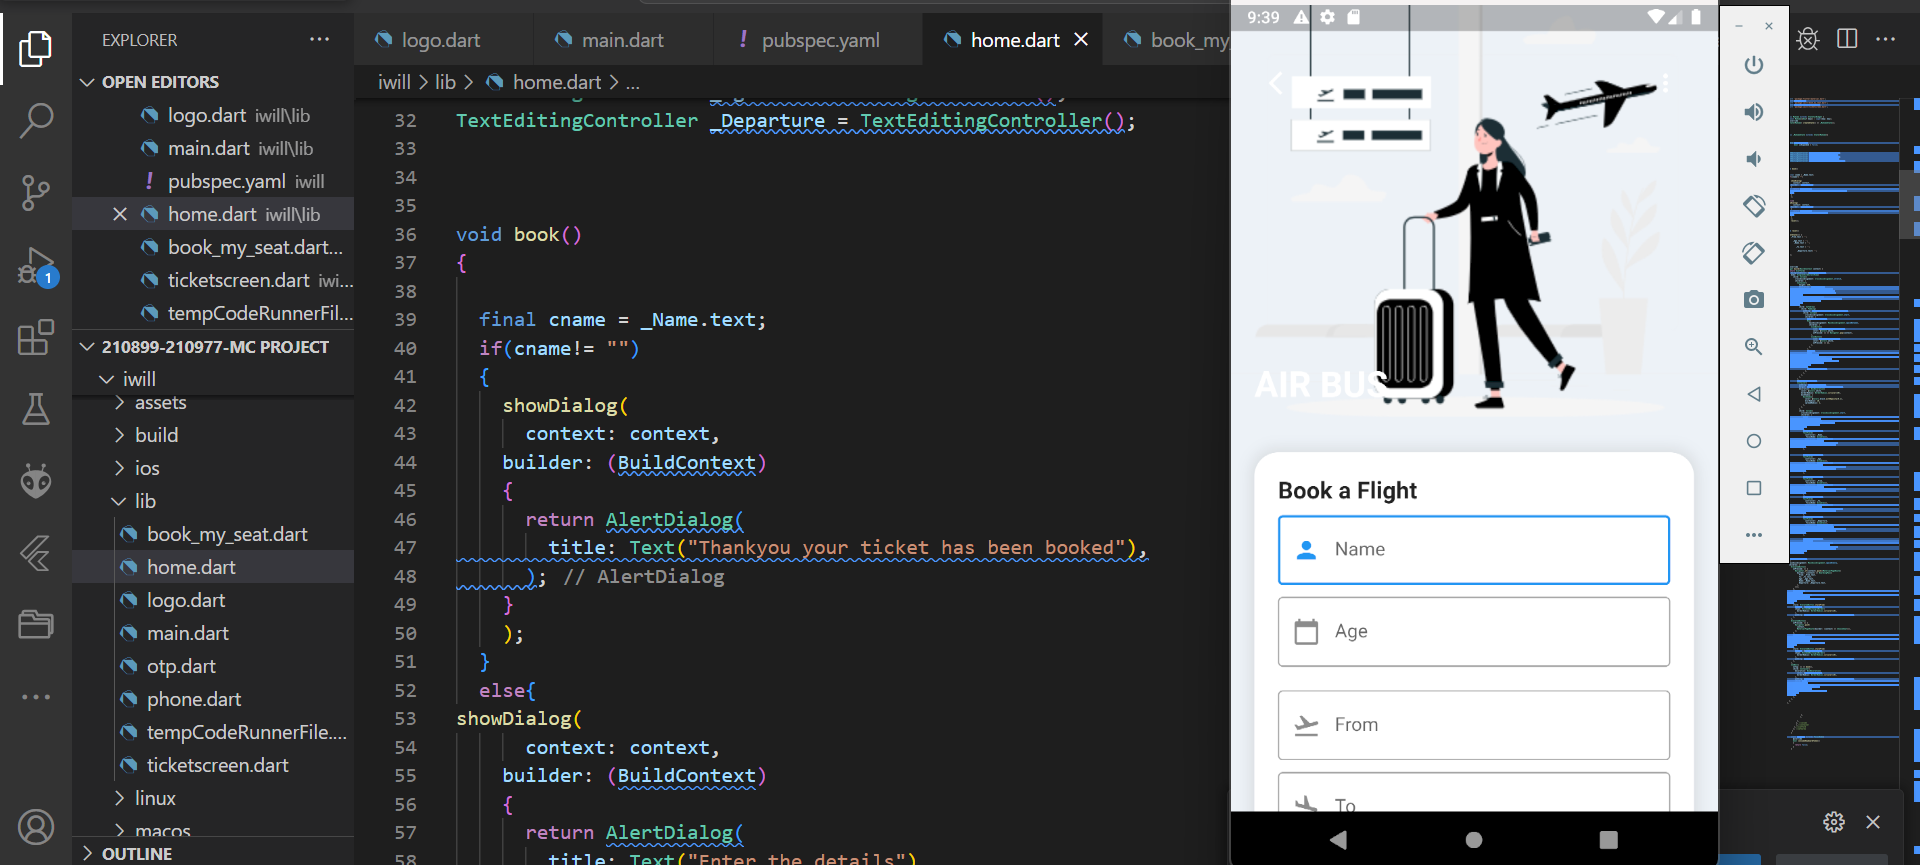 EXPLORER
OPEN EDITORS
logo.dart iwill\lib
main.dart iwill\lib
! pubspec.yaml iwill
home.dart iwill\lib
book_my_seat.dart...
ticketscreen.dart iwi...
tempCodeRunnerFil...
210899-210977-MC PROJECT
iwill
assets
build
ios
lib
book_my_seat.dart
home.dart
logo.dart
main.dart
otp.dart
phone.dart
tempCodeRunnerFile....
ticketscreen.dart
linux
macos
OUTLINE
1
logo.dart
main.dart
! pubspec.yaml
home.dart
book_my_
iwill > lib > home.dart > ...
32 TextEditingController _Departure = TextEditingController();
33
34
35
36 void book()
37 {
38
39 final cname = _Name.text;
40 if(cname!= "")
41 {
42 showDialog(
43 context: context,
44 builder: (BuildContext)
45 {
46 return AlertDialog(
47 title: Text("Thankyou your ticket has been booked"),
48 ); // AlertDialog
49 }
50 );
51 }
52 else{
53 showDialog(
54 context: context,
55 builder: (BuildContext)
56 {
57 return AlertDialog(
58 title: Text("Enter the details")
9:39
AIR BUS
Book a Flight
Name
Age
From
To